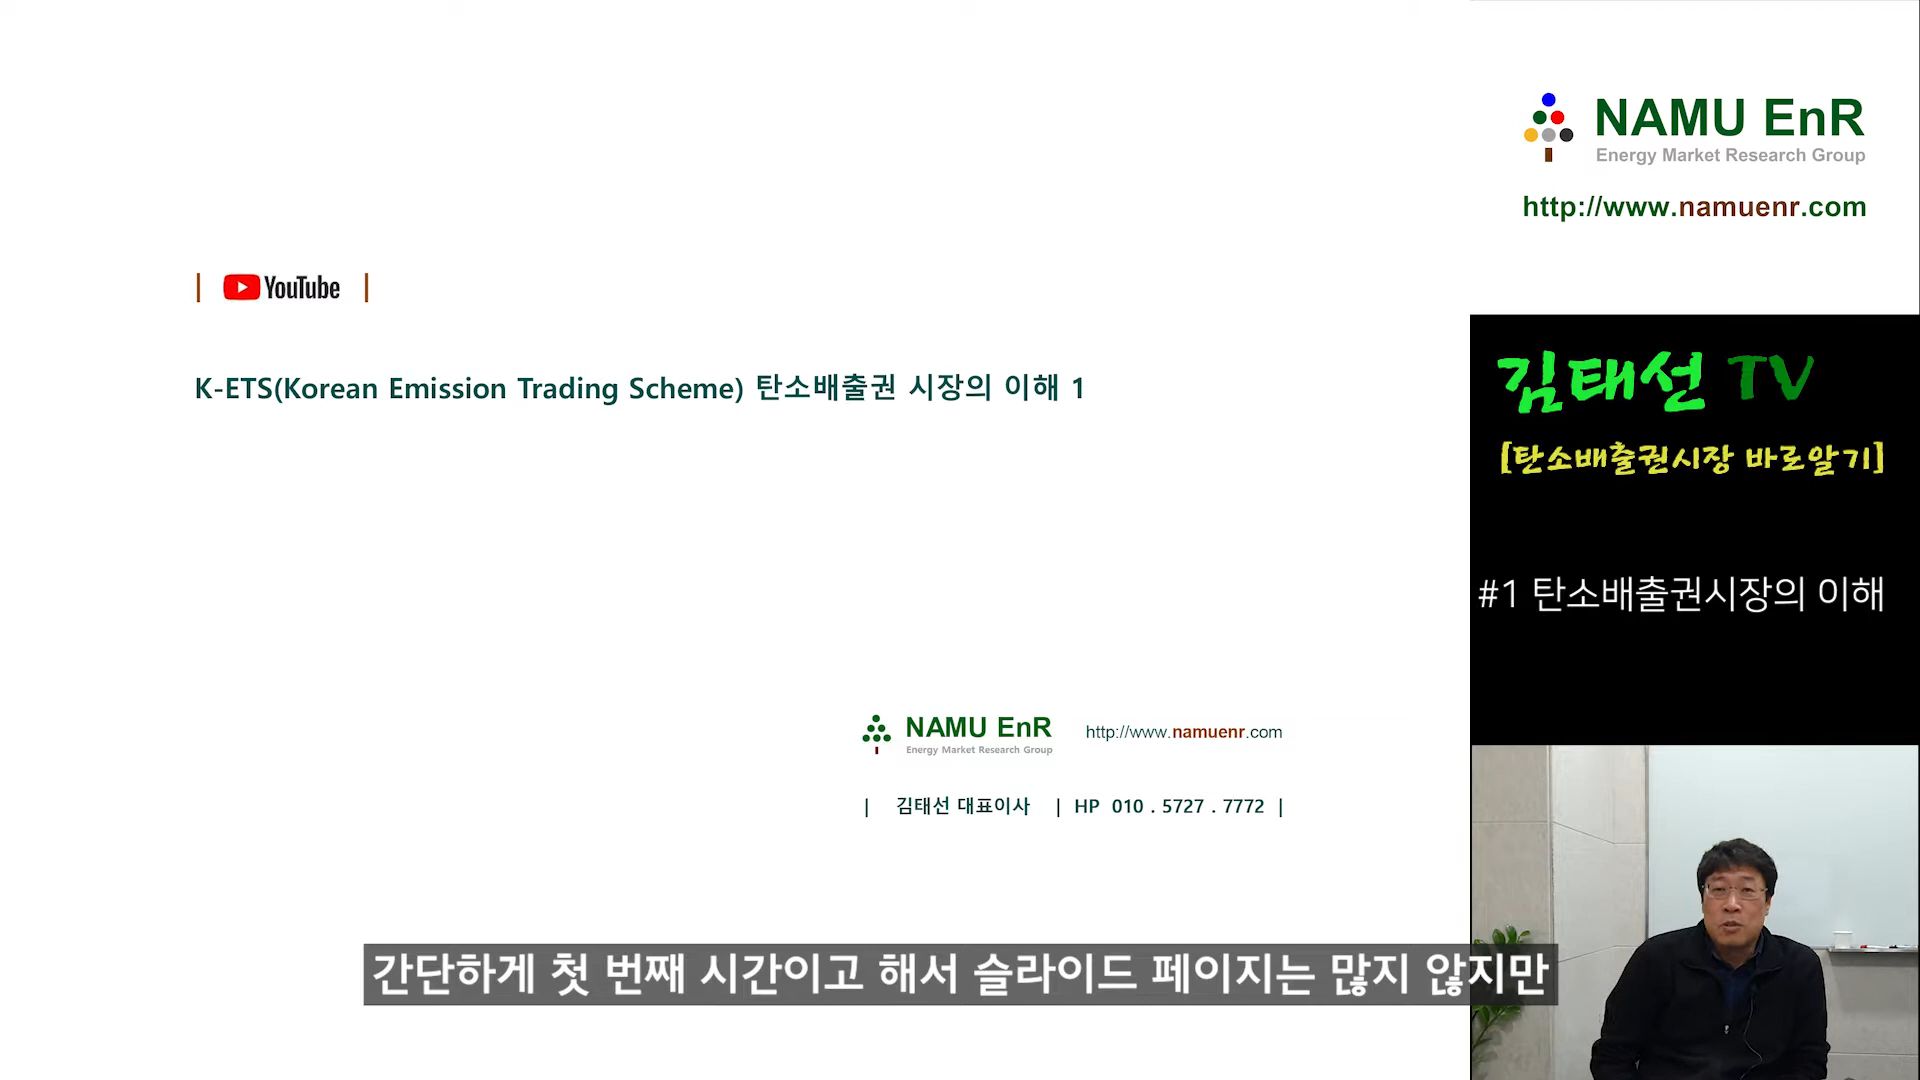 YouTube
K-ETS(Korean Emission Trading Scheme) 탄소배출권 시장의 이해 1
NAMU EnR
Energy Market Research Group
http://www.namuenr.com
| 김태선 대표이사 | HP 010 . 5727 . 7772 |
NAMU EnR
Energy Market Research Group
http://www.namuenr.com
김태선 TV
[탄소배출권시장 바로알기]
#1 탄소배출권시장의 이해
간단하게 첫 번째 시간이고 해서 슬라이드 페이지는 많지 않지만